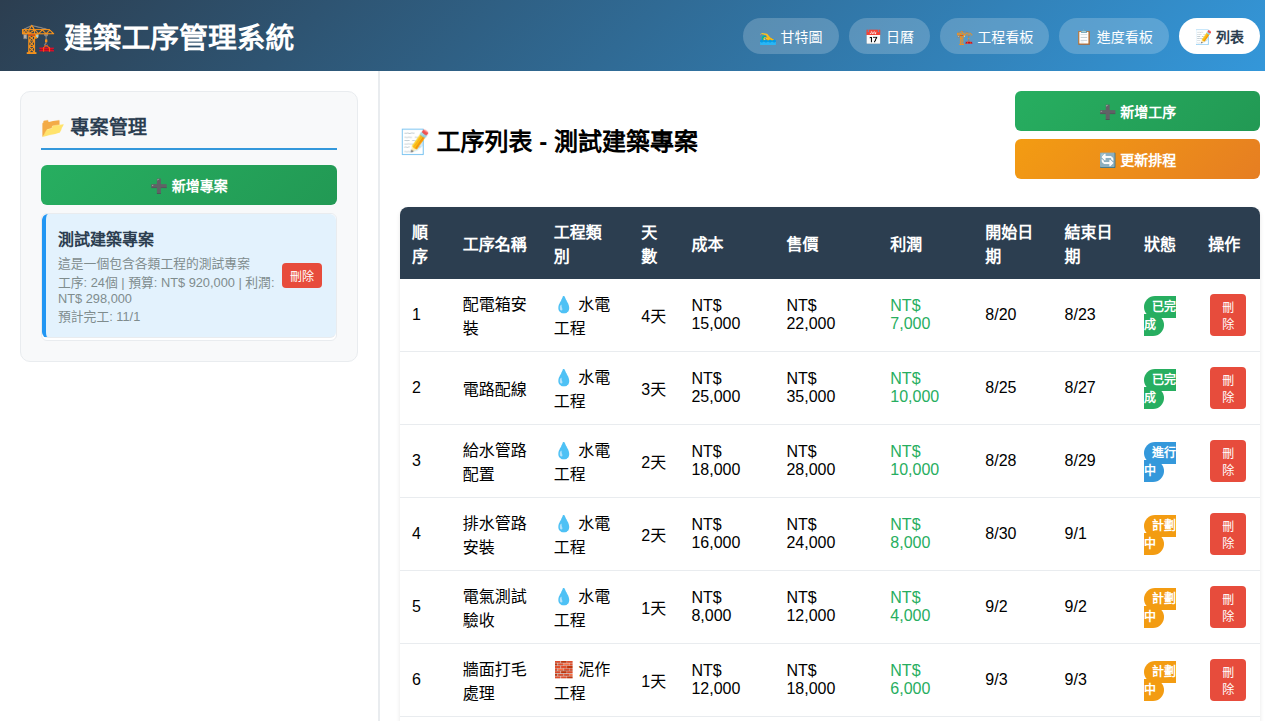 🏗️ 建築工序管理系統
🏊 甘特圖
📅 日曆
🏗️ 工程看板
📋 進度看板
📝 列表
📂 專案管理
➕ 新增專案
測試建築專案
這是一個包含各類工程的測試專案
工序: 24個 | 預算: NT$ 920,000 | 利潤:
NT$ 298,000
預計完工: 11/1
刪除
📝 工序列表 - 測試建築專案
➕ 新增工序
🔄 更新排程
順
序
工序名稱
工程類
別
天
數
成本
售價
利潤
開始日
期
結束日
期
狀態
操作
1
配電箱安
裝
💧 水電
工程
4天
NT$
15,000
NT$
22,000
NT$
7,000
8/20
8/23
已完
成
刪
除
2
電路配線
💧 水電
工程
3天
NT$
25,000
NT$
35,000
NT$
10,000
8/25
8/27
已完
成
刪
除
3
給水管路
配置
💧 水電
工程
2天
NT$
18,000
NT$
28,000
NT$
10,000
8/28
8/29
進行
中
刪
除
4
排水管路
安裝
💧 水電
工程
2天
NT$
16,000
NT$
24,000
NT$
8,000
8/30
9/1
計劃
中
刪
除
5
電氣測試
驗收
💧 水電
工程
1天
NT$
8,000
NT$
12,000
NT$
4,000
9/2
9/2
計劃
中
刪
除
6
牆面打毛
處理
🧱 泥作
工程
1天
NT$
12,000
NT$
18,000
NT$
6,000
9/3
9/3
計劃
中
刪
除